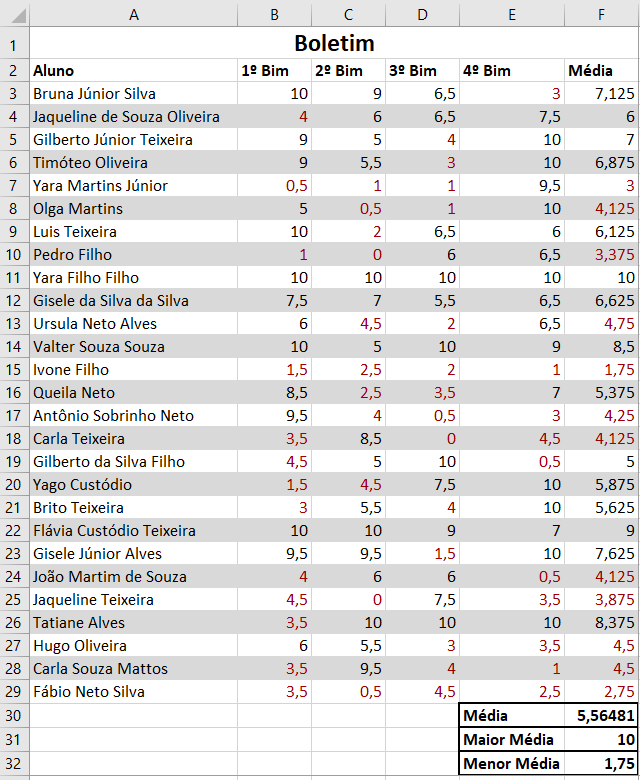 A B C D E F
1 Boletim
2 Aluno 1º Bim 2º Bim 3º Bim 4º Bim Média
3 Bruna Júnior Silva 10 9 6,5 3 7,125
4 Jaqueline de Souza Oliveira 4 6 6,5 7,5 6
5 Gilberto Júnior Teixeira 9 5 4 10 7
6 Timóteo Oliveira 9 5,5 3 10 6,875
7 Yara Martins Júnior 0,5 1 1 9,5 3
8 Olga Martins 5 0,5 1 10 4,125
9 Luis Teixeira 10 2 6,5 6 6,125
10 Pedro Filho 1 0 6 6,5 3,375
11 Yara Filho Filho 10 10 10 10 10
12 Gisele da Silva da Silva 7,5 7 5,5 6,5 6,625
13 Ursula Neto Alves 6 4,5 2 6,5 4,75
14 Valter Souza Souza 10 5 10 9 8,5
15 Ivone Filho 1,5 2,5 2 1 1,75
16 Queila Neto 8,5 2,5 3,5 7 5,375
17 Antônio Sobrinho Neto 9,5 4 0,5 3 4,25
18 Carla Teixeira 3,5 8,5 0 4,5 4,125
19 Gilberto da Silva Filho 4,5 5 10 0,5 5
20 Yago Custódio 1,5 4,5 7,5 10 5,875
21 Brito Teixeira 3 5,5 4 10 5,625
22 Flávia Custódio Teixeira 10 10 9 7 9
23 Gisele Júnior Alves 9,5 9,5 1,5 10 7,625
24 João Martim de Souza 4 6 6 0,5 4,125
25 Jaqueline Teixeira 4,5 0 7,5 3,5 3,875
26 Tatiane Alves 3,5 10 10 10 8,375
27 Hugo Oliveira 6 5,5 3 3,5 4,5
28 Carla Souza Mattos 3,5 9,5 4 1 4,5
29 Fábio Neto Silva 3,5 0,5 4,5 2,5 2,75
30 Média 5,56481
31 Maior Média 10
32 Menor Média 1,75